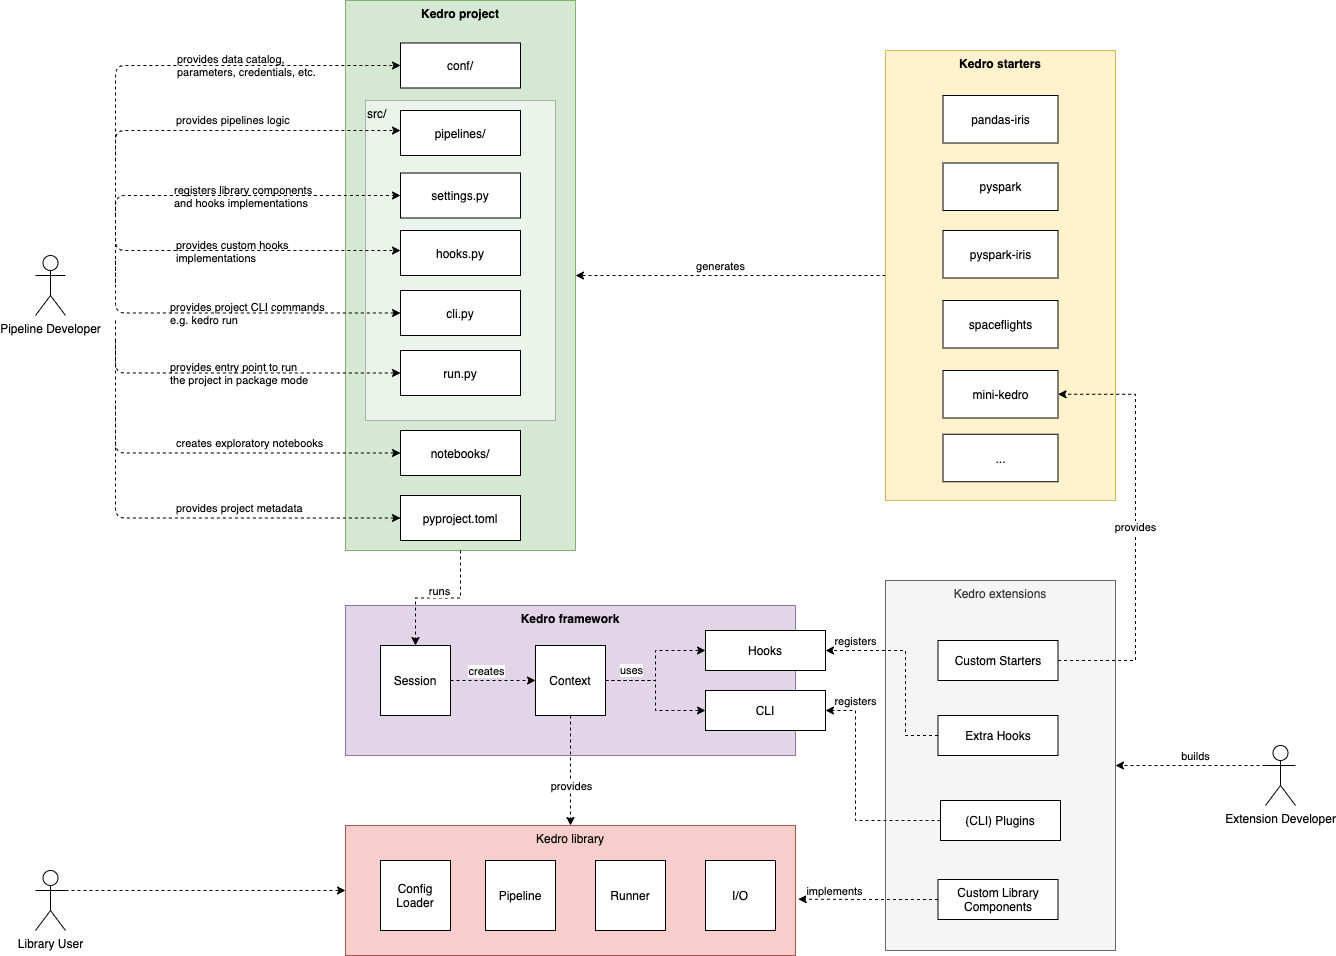 Kedro project
provides data catalog,
parameters, credentials, etc.
conf/
src/
provides pipelines logic
pipelines/
registers library components
and hooks implementations
settings.py
provides custom hooks
implementations
hooks.py
provides project CLI commands
e.g. kedro run
cli.py
provides entry point to run
the project in package mode
run.py
creates exploratory notebooks
notebooks/
provides project metadata
pyproject.toml
Pipeline Developer
generates
Kedro starters
pandas-iris
pyspark
pyspark-iris
spaceflights
mini-kedro
...
provides
runs
Kedro framework
Session
creates
Context
uses
Hooks
CLI
registers
registers
provides
Kedro extensions
Custom Starters
Extra Hooks
(CLI) Plugins
Custom Library
Components
builds
Extension Developer
implements
Kedro library
Config
Loader
Pipeline
Runner
I/O
Library User